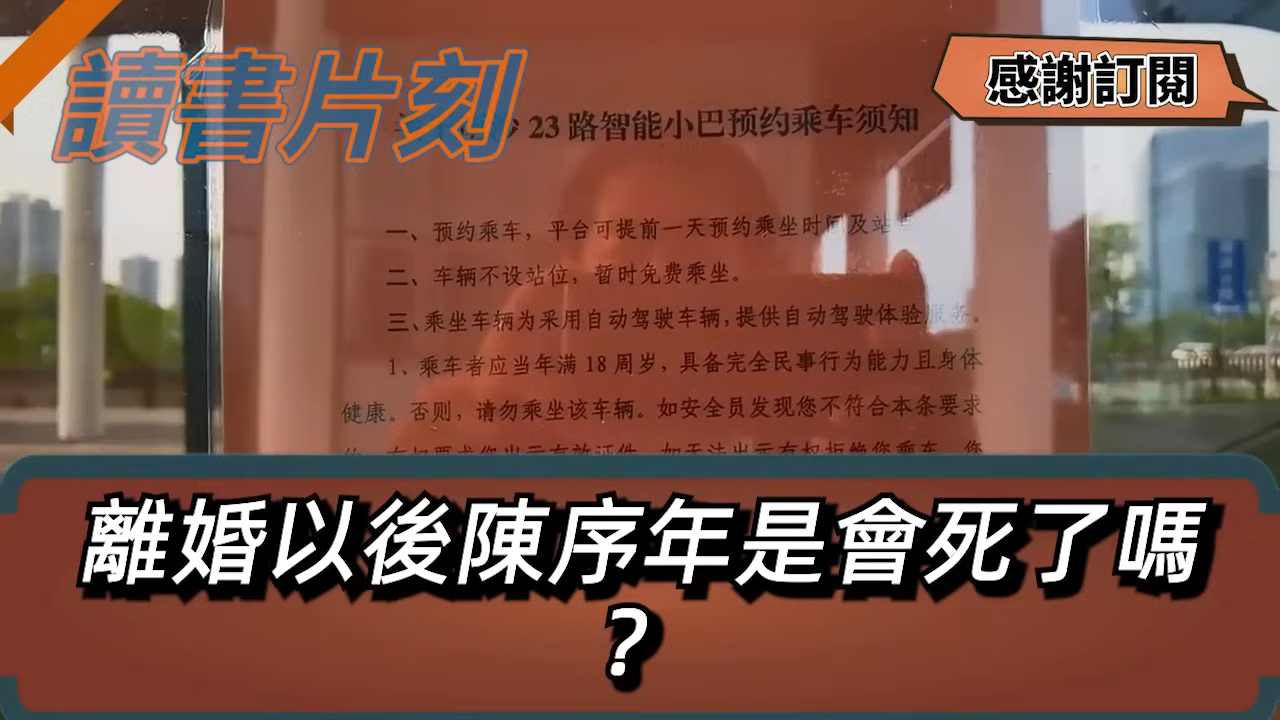 讀書片刻
感謝訂閱
23 路智能小巴预约乘车须知
一、预约乘车，平台可提前一天预约乘坐时间及站
二、车辆不设站位，暂时免费乘坐。
三、乘坐车辆为采用自动驾驶车辆，提供自动驾驶体验服务。
1、乘车者应当年满 18 周岁，具备完全民事行为能力且身体
健康。否则，请勿乘坐该车辆。如安全员发现您不符合本条要求
離婚以後陳序年是會死了嗎
？